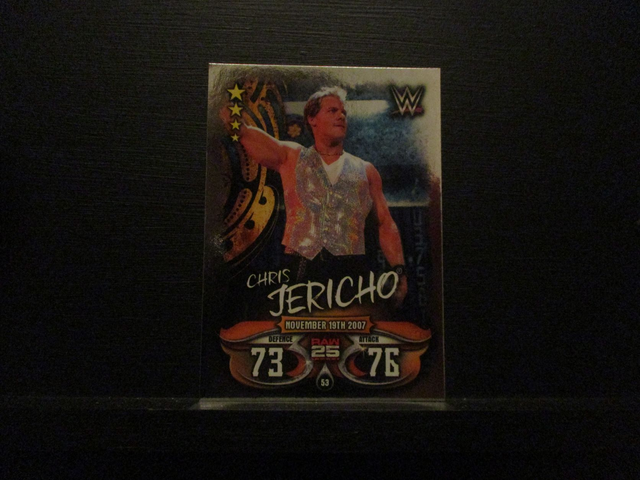 W
CHRIS
JERICHO
NOVEMBER 19TH 2007
DEFENCE
73
RAW
25
ATTACK
76
53